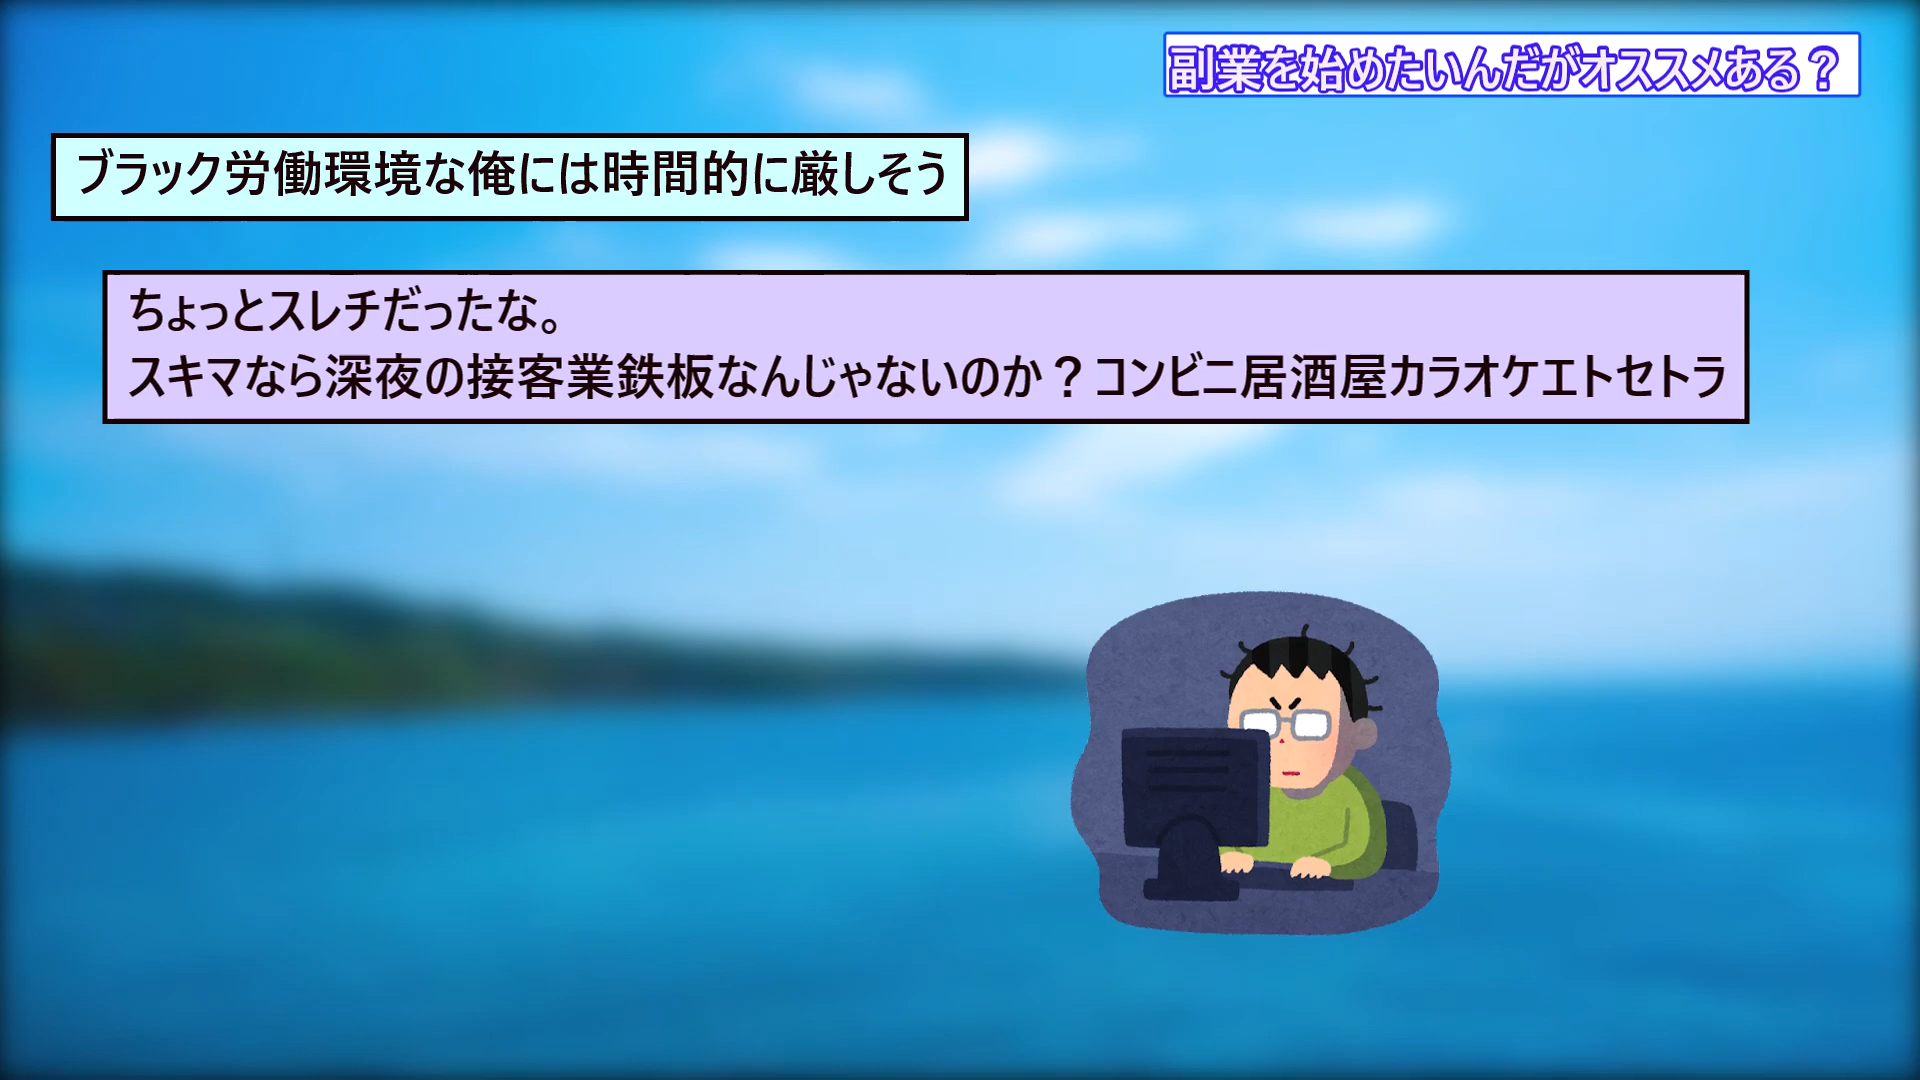 副業を始めたいんだがオススメある？
ブラック労働環境な俺には時間的に厳しそう
ちょっとスレチだったな。
スキマなら深夜の接客業鉄板なんじゃないのか？コンビニ居酒屋カラオケエトセトラ